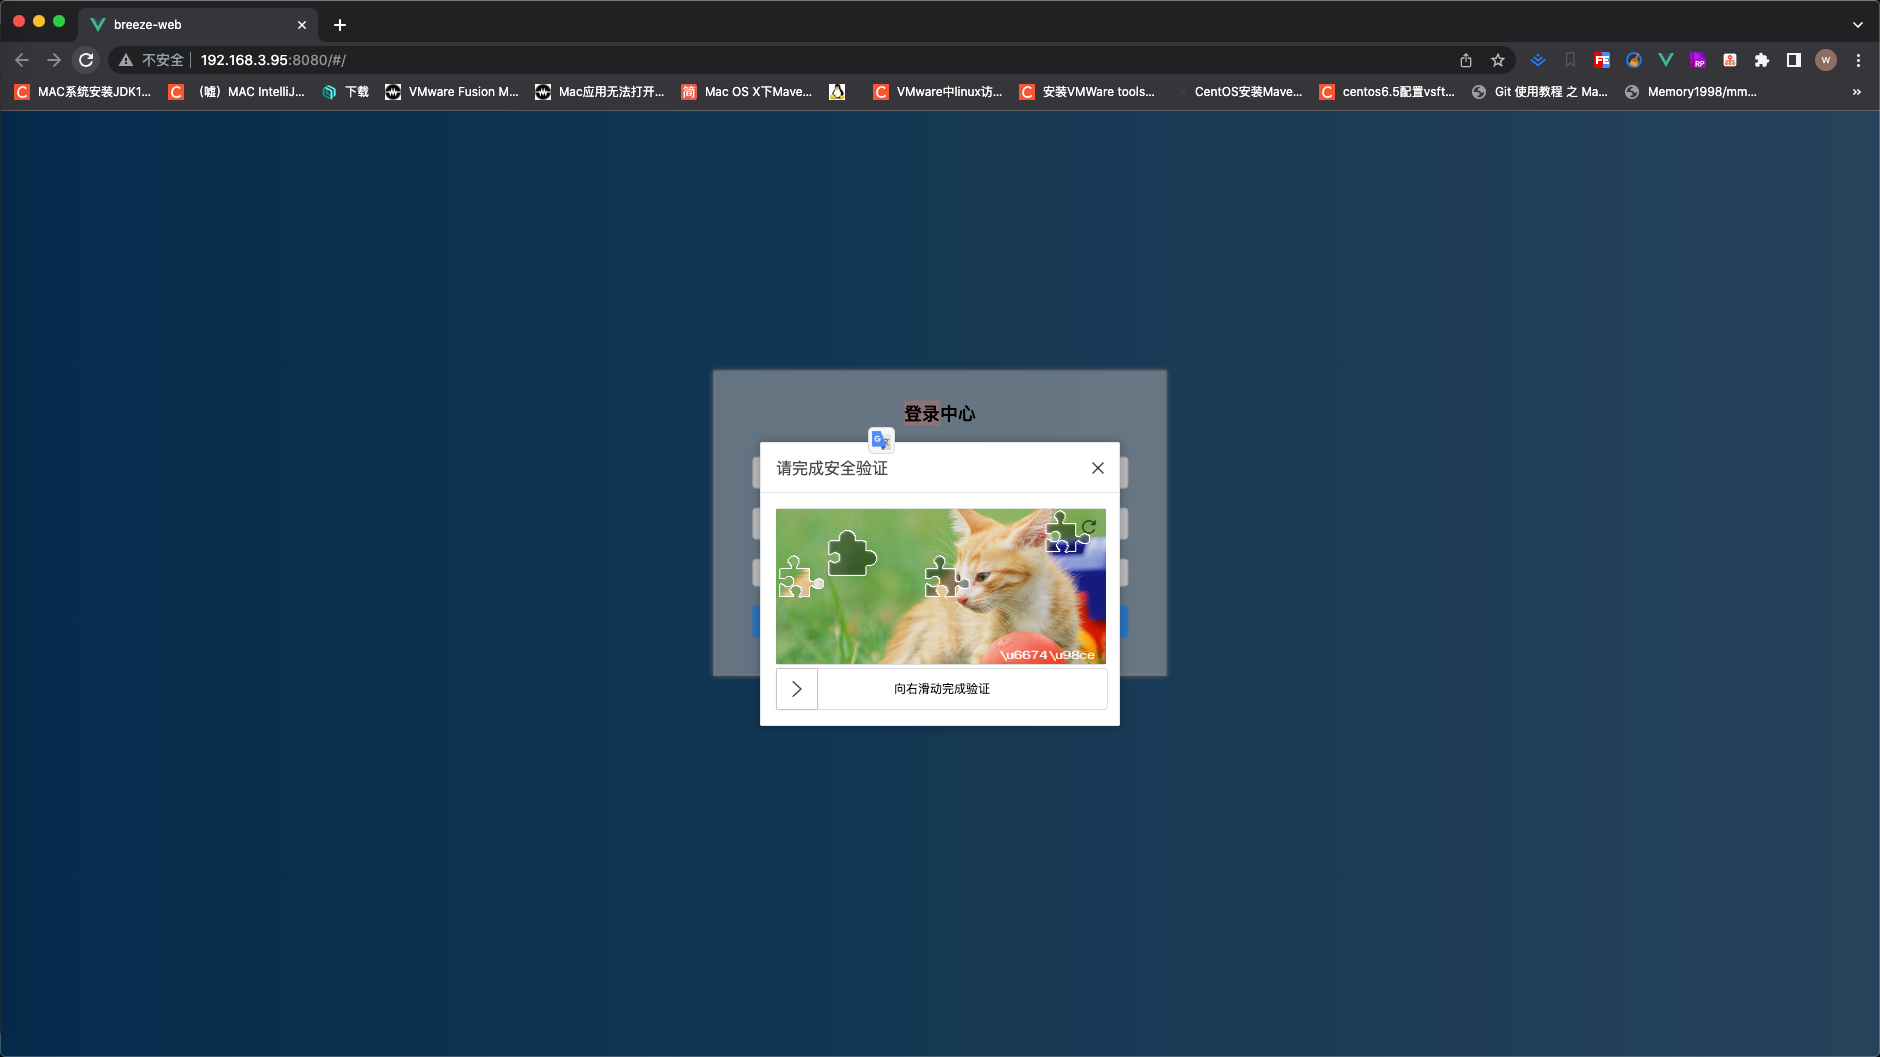 breeze-web
不安全 192.168.3.95:8080/#/
MAC系统安装JDK1...
（嘘）MAC IntelliJ...
下载
VMware Fusion M...
Mac应用无法打开...
简
Mac OS X下Mave...
VMware中linux访...
安装VMWare tools...
CentOS安装Mave...
centos6.5配置vsft...
Git 使用教程 之 Ma...
Memory1998/mm...
登录中心
请完成安全验证
\u6674\u98ce
向右滑动完成验证